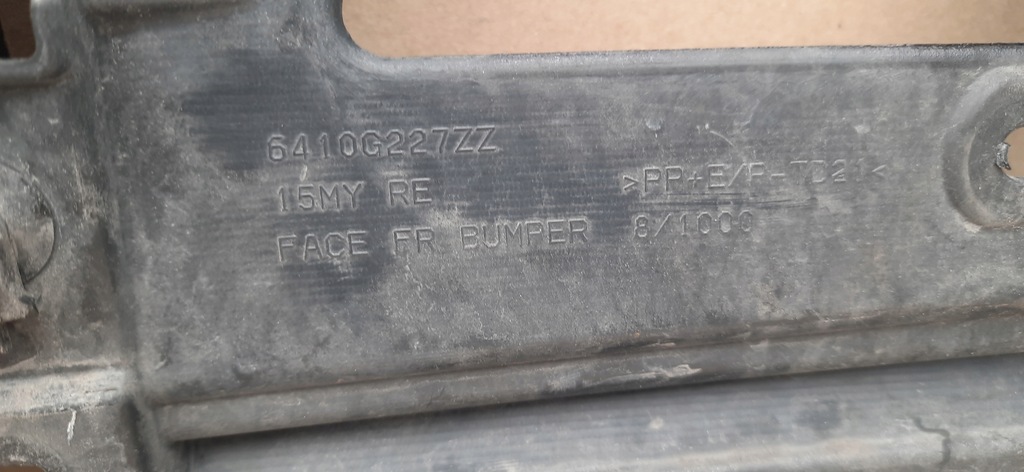 6410G227ZZ
15MY RE
FACE FR BUMPER
>PP+E/P-TD21<
8/1000